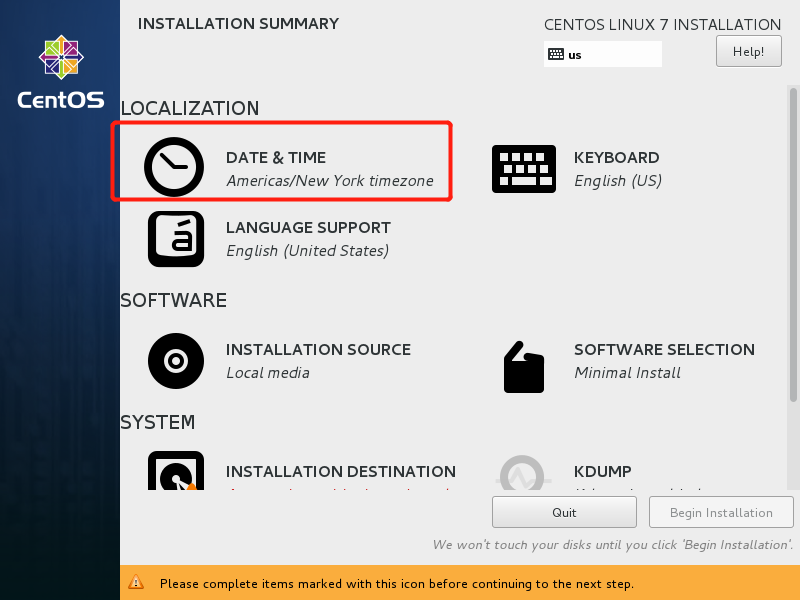 INSTALLATION SUMMARY
CENTOS LINUX 7 INSTALLATION
us
Help!
CentOS
LOCALIZATION
DATE & TIME
Americas/New York timezone
KEYBOARD
English (US)
LANGUAGE SUPPORT
English (United States)
SOFTWARE
INSTALLATION SOURCE
Local media
SOFTWARE SELECTION
Minimal Install
SYSTEM
INSTALLATION DESTINATION
KDUMP
Quit
Begin Installation
We won't touch your disks until you click 'Begin Installation'.
Please complete items marked with this icon before continuing to the next step.